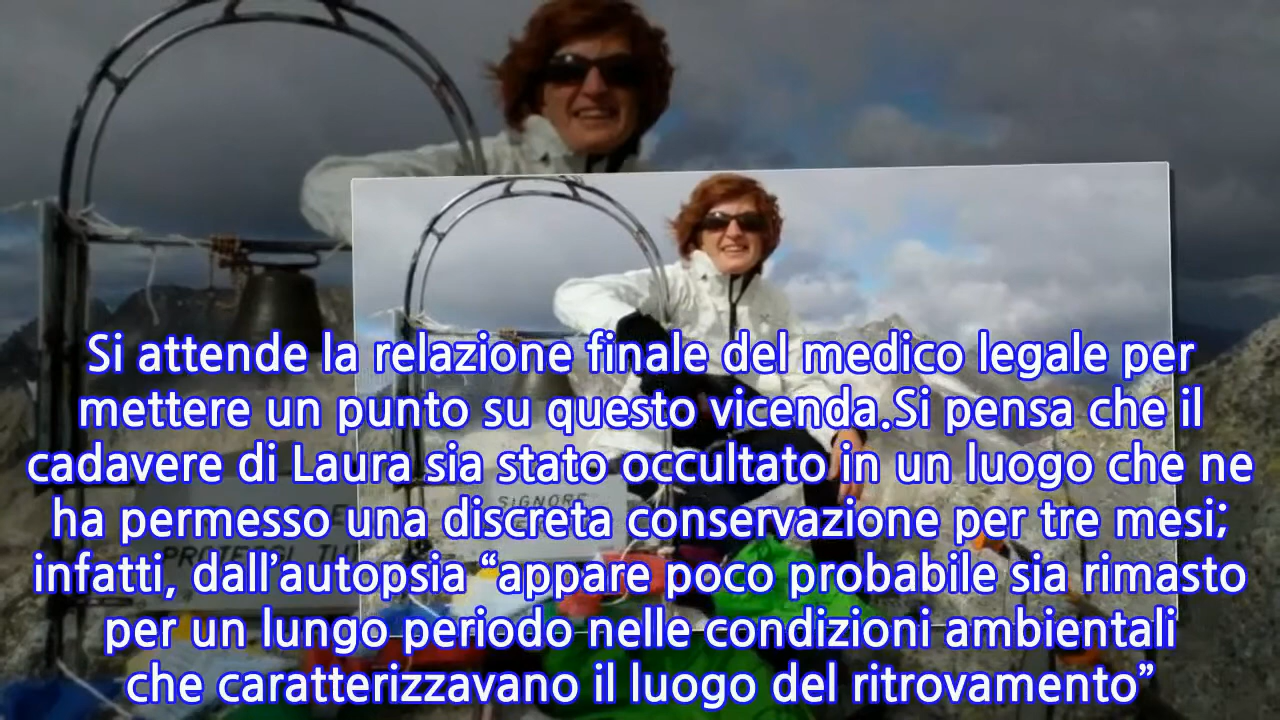 Si attende la relazione finale del medico legale per
mettere un punto su questo vicenda.Si pensa che il
cadavere di Laura sia stato occultato in un luogo che ne
ha permesso una discreta conservazione per tre mesi;
infatti, dall'autopsia “appare poco probabile sia rimasto
per un lungo periodo nelle condizioni ambientali
che caratterizzavano il luogo del ritrovamento”
SIGNORE